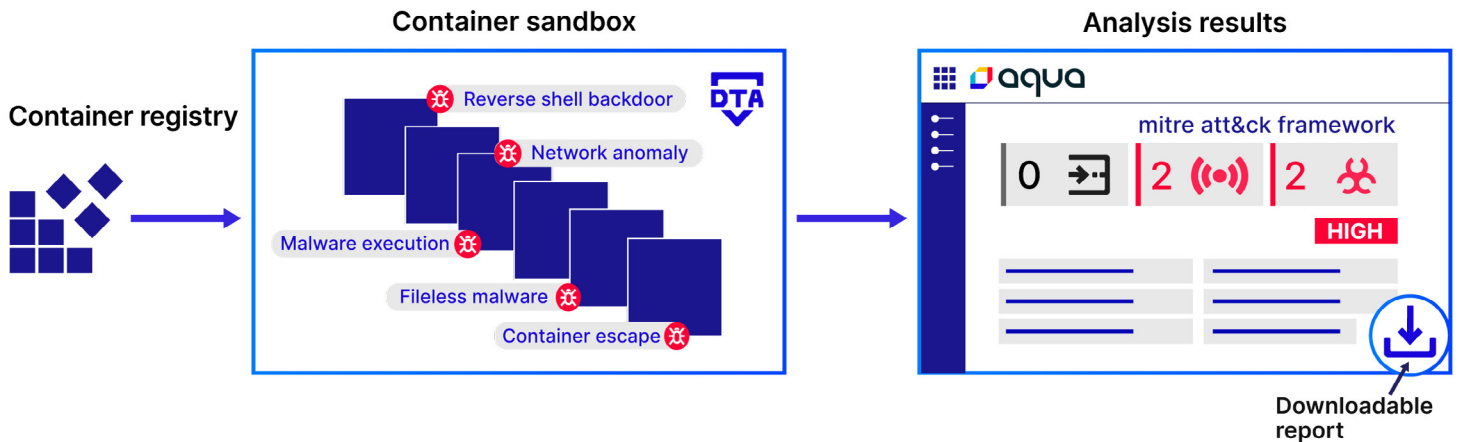 Container sandbox
Analysis results
Container registry
Reverse shell backdoor
DTA
Network anomaly
Malware execution
Fileless malware
Container escape
aqua
mitre att&ck framework
0
2
2
HIGH
Downloadable
report